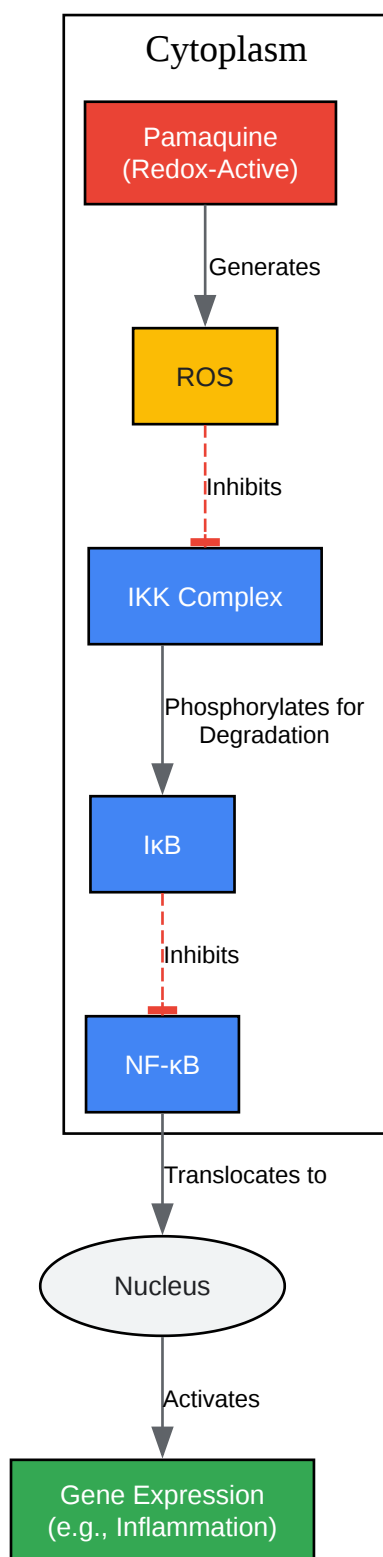 Cytoplasm
Pamaquine
(Redox-Active)
Generates
ROS
Inhibits
IKK Complex
Phosphorylates for
Degradation
IκB
Inhibits
NF-κB
Translocates to
Nucleus
Activates
Gene Expression
(e.g., Inflammation)